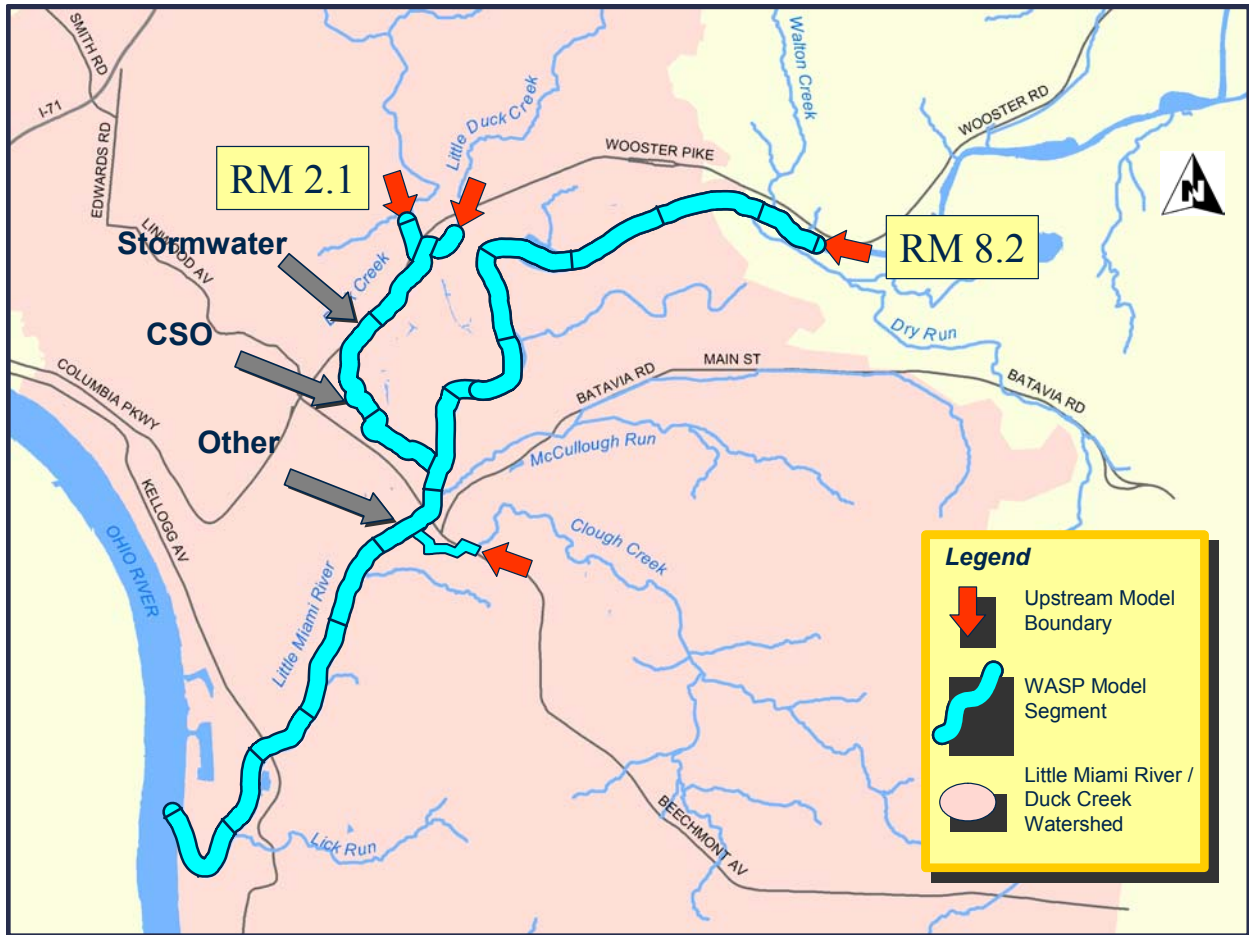 SMITH RD
I-71
EDWARDS RD
Little Duck Creek
Walton Creek
WOOSTER RD
WOOSTER PIKE
RM 2.1
N
LINWOOD AV
Stormwater
RM 8.2
Creek
CSO
Dry Run
COLUMBIA PKWY
MAIN ST
BATAVIA RD
BATAVIA RD
Other
McCullough Run
KELLOGG AV
Clough Creek
OHIO RIVER
Little Miami River
Legend
Upstream Model
Boundary
WASP Model
Segment
Little Miami River /
Duck Creek
Watershed
BEECHMONT AV
Lick Run